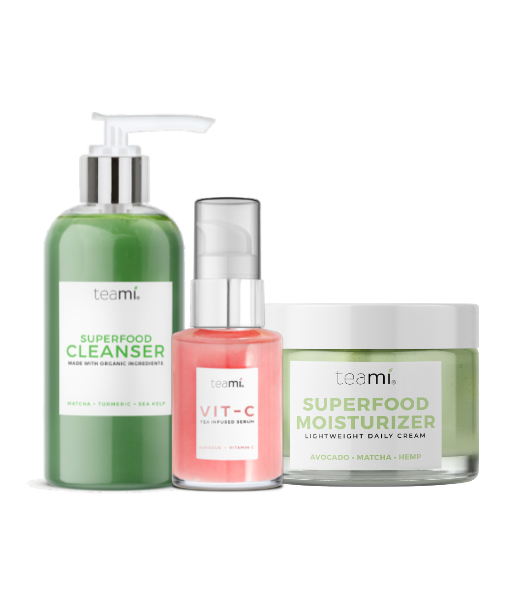 teami®
SUPERFOOD
CLEANSER
MADE WITH ORGANIC INGREDIENTS
MATCHA • TURMERIC • SEA KELP
teami®
VIT-C
TEA INFUSED SERUM
VITAMIN C
teami®
SUPERFOOD
MOISTURIZER
LIGHTWEIGHT DAILY CREAM
AVOCADO • MATCHA • HEMP